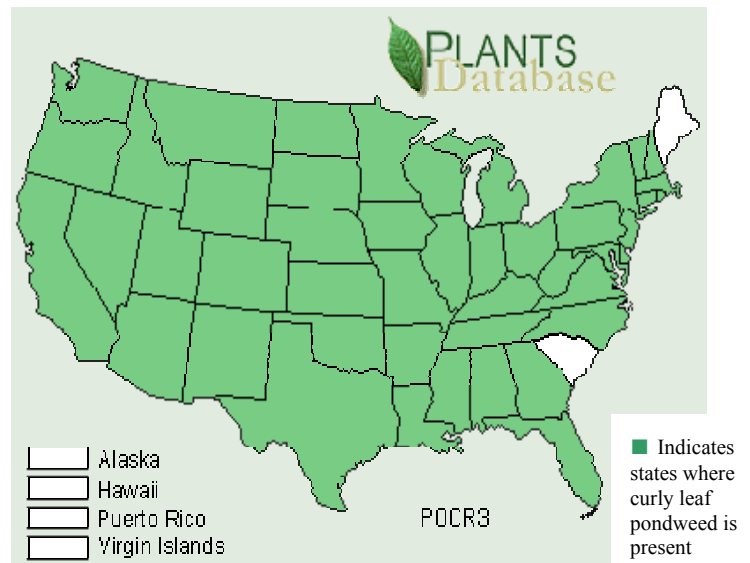 PLANTS
Database
Alaska
Hawaii
Puerto Rico
Virgin Islands
POCR3
Indicates
states where
curly leaf
pondweed is
present